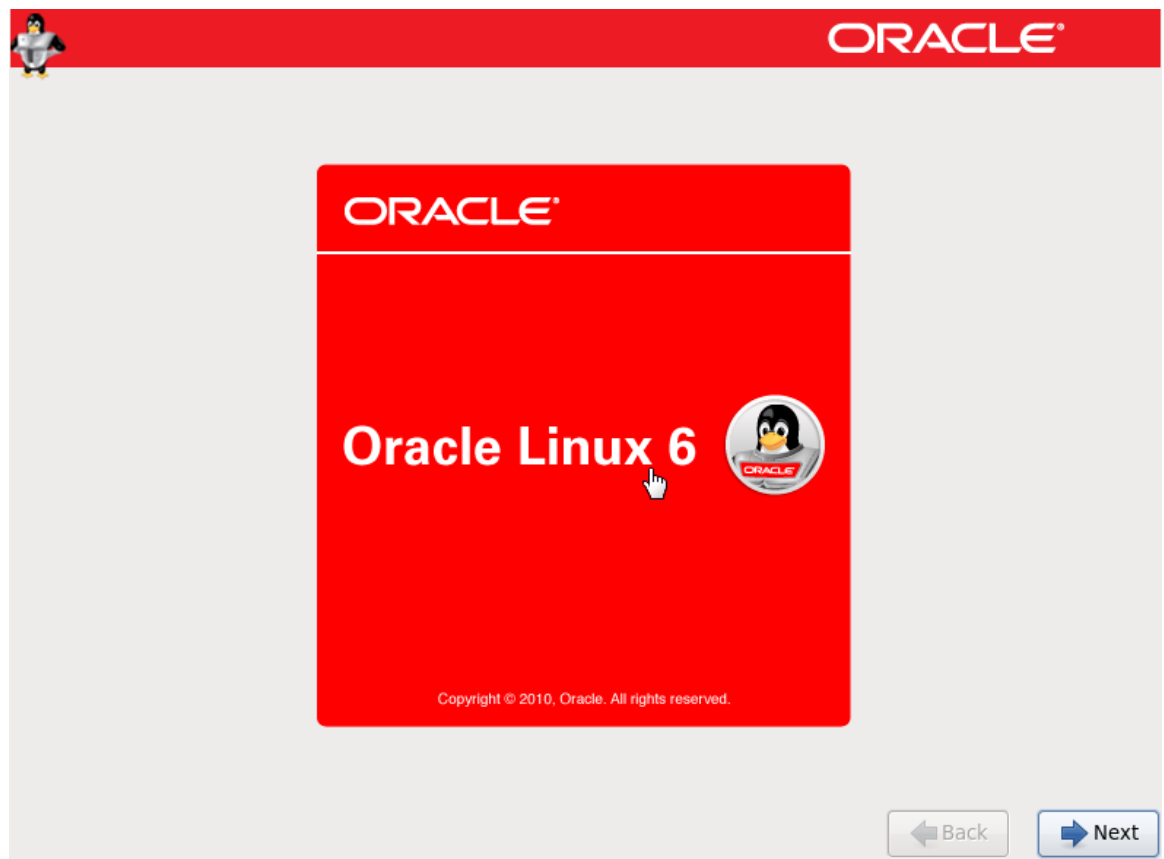 ORACLE®
ORACLE®
Oracle Linux 6
ORACLE
Copyright © 2010, Oracle. All rights reserved.
Back
Next